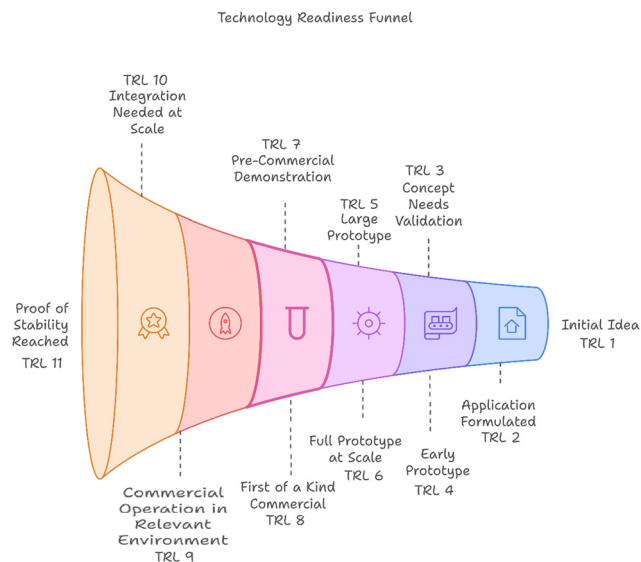 Technology Readiness Funnel
TRL 10
Integration
Needed at
Scale
TRL 7
Pre-Commercial
Demonstration
TRL 5
Large
Prototype
TRL 3
Concept
Needs
Validation
Proof of
Stability
Reached
TRL 11
Initial Idea
TRL 1
Commercial
Operation in
Relevant
Environment
TRL 9
First of a Kind
Commercial
TRL 8
Full Prototype
at Scale
TRL 6
Early
Prototype
TRL 4
Application
Formulated
TRL 2